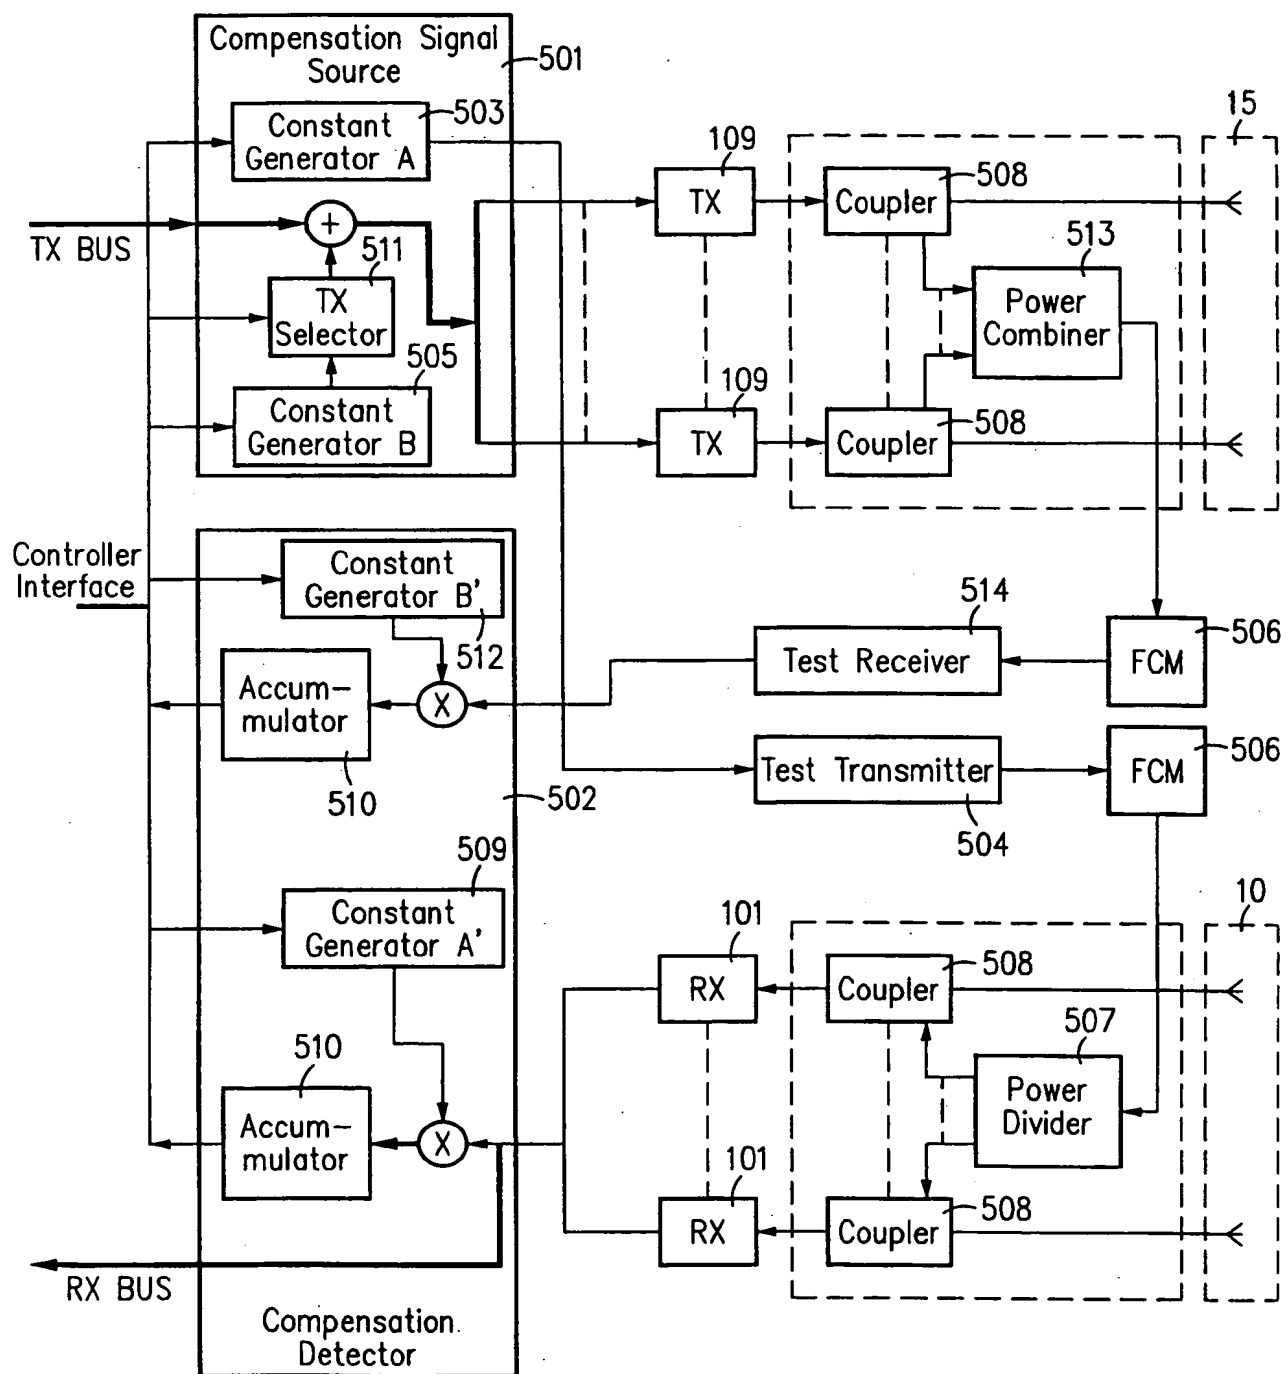 Compensation Signal
Source
501
503
Constant
Generator A
15
109
TX
508
Coupler
TX BUS
+
511
TX
Selector
513
Power
Combiner
505
Constant
Generator B
109
TX
508
Coupler
Controller
Interface
Constant
Generator B'
512
514
Test Receiver
FCM
506
Accum-
mulator
X
510
502
Test Transmitter
504
FCM
506
509
Constant
Generator A'
101
RX
508
Coupler
10
507
Power
Divider
510
Accum-
mulator
X
101
RX
508
Coupler
RX BUS
Compensation
Detector